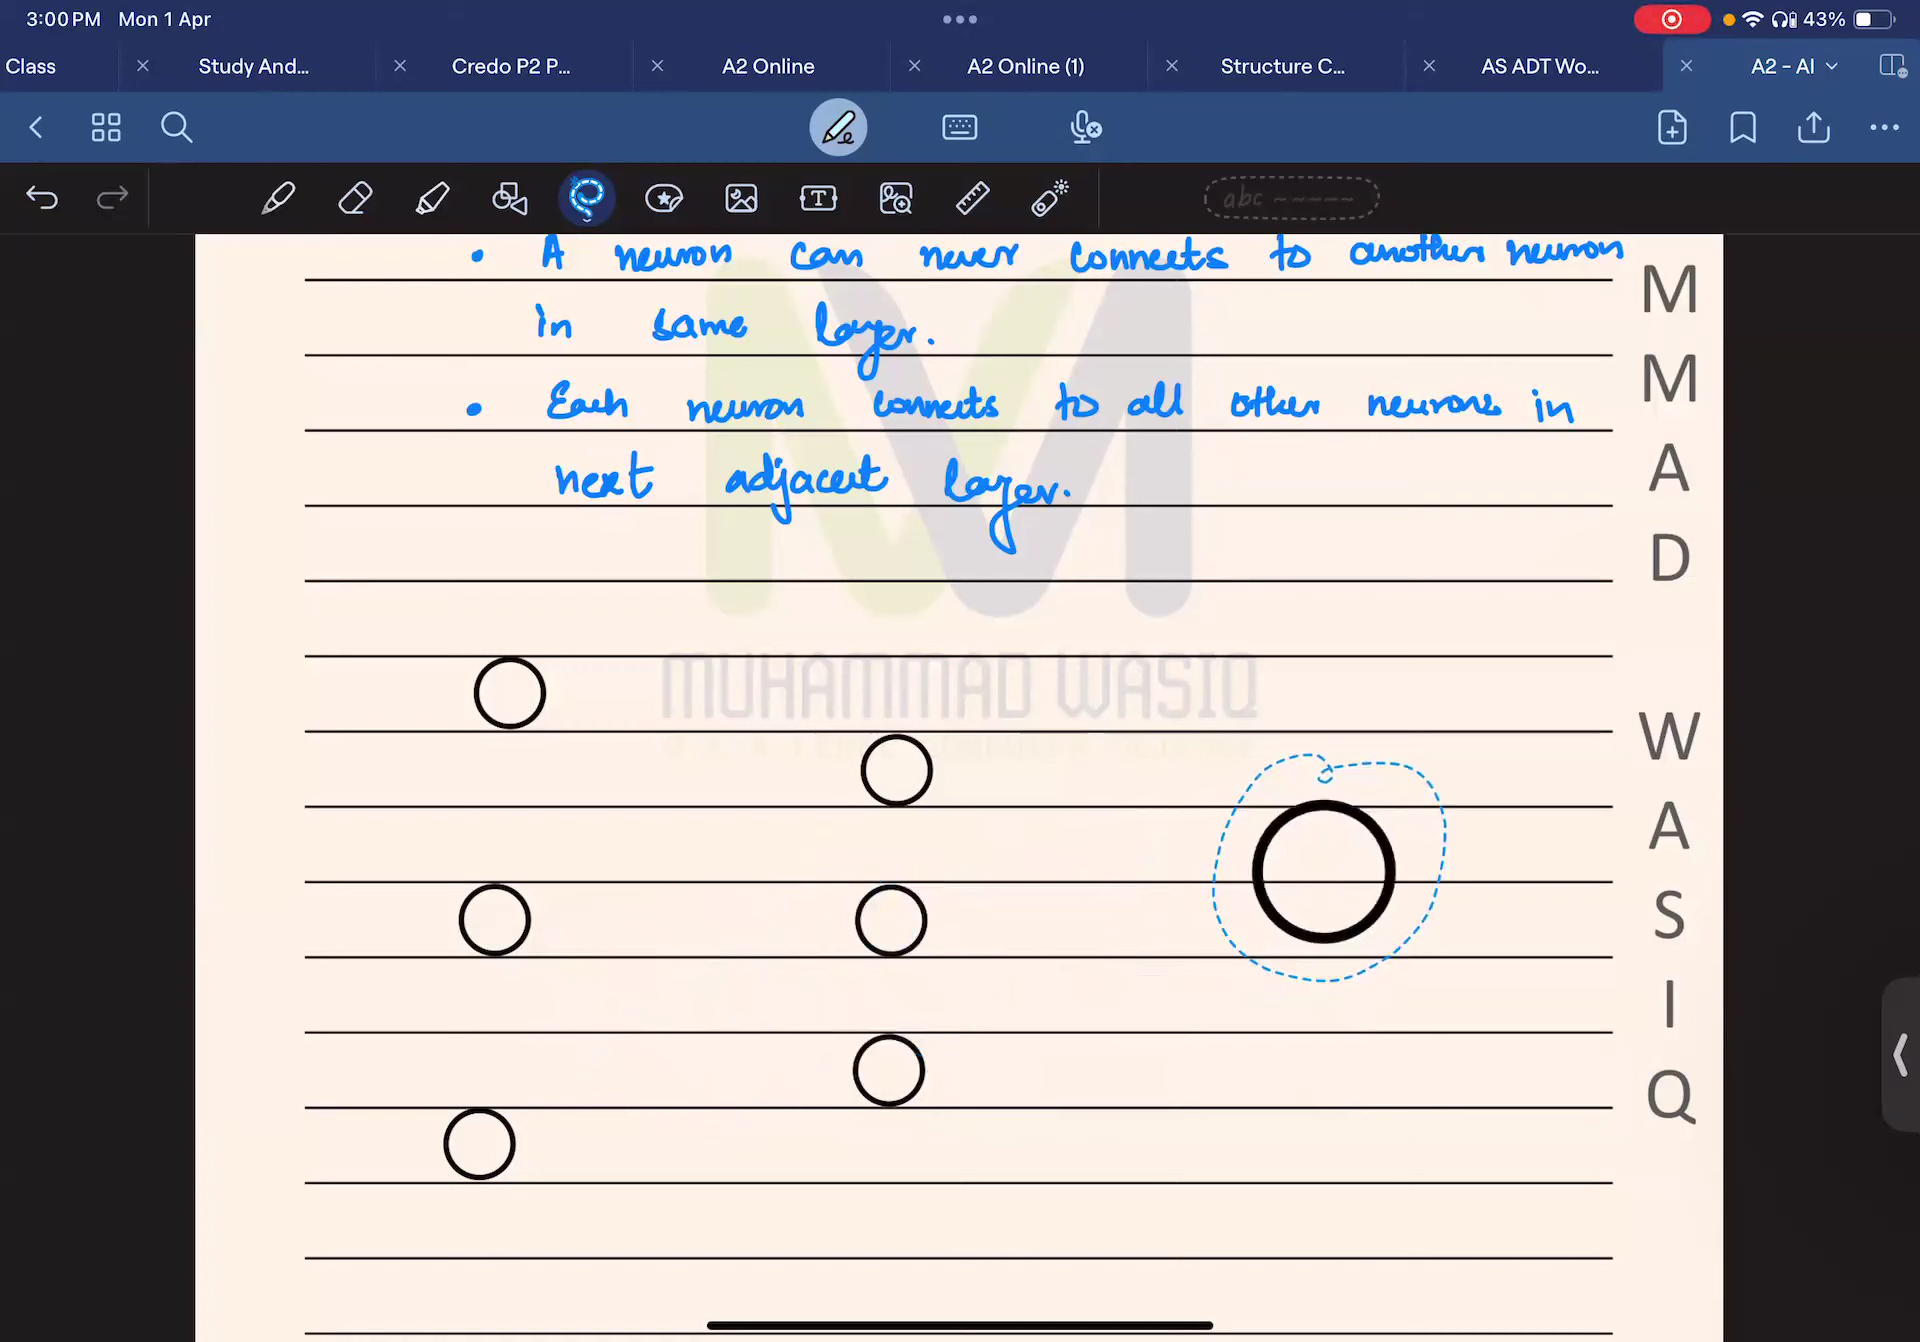 3:00 PM Mon 1 Apr
43%
Class
Study And...
Credo P2 P...
A2 Online
A2 Online (1)
Structure C...
AS ADT Wo...
A2 - AI
abc
• A neuron can never connects to another neuron
in same layer.
• Each neuron connects to all other neurons in
next adjacent layer.
MUHAMMAD WASIQ
M
M
A
D
W
A
S
I
Q